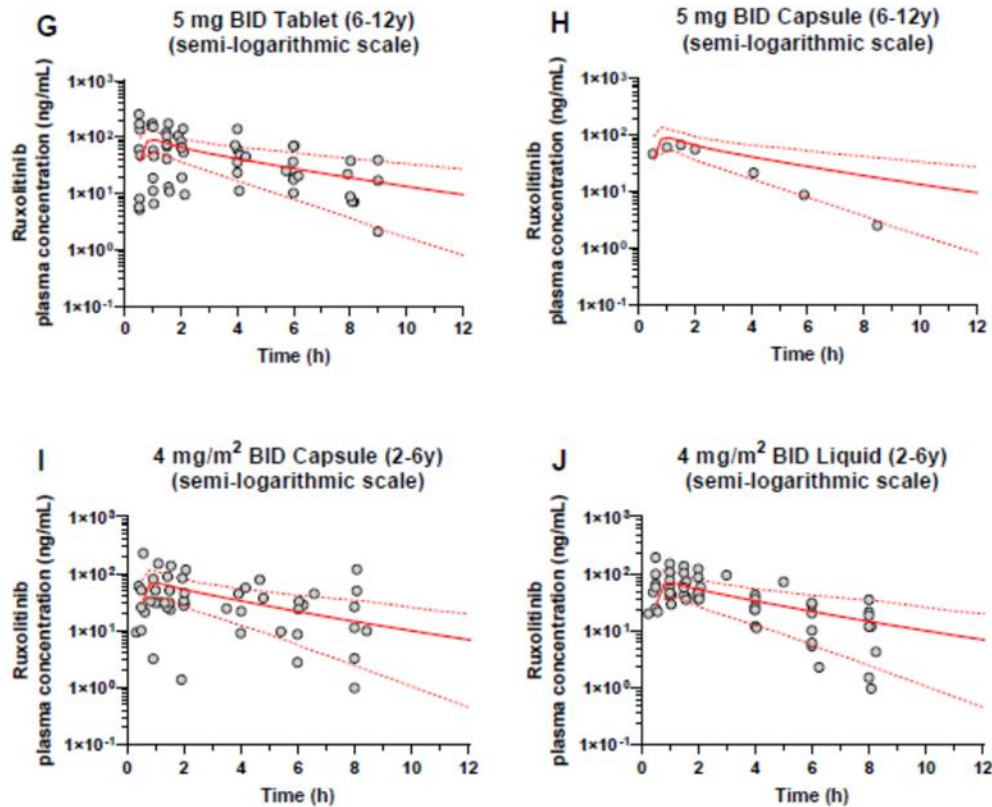 G
5 mg BID Tablet (6-12y)
(semi-logarithmic scale)
Ruxolitinib
plasma concentration (ng/mL)
1×10³
1×10²
1×10¹
1×10⁰
1×10⁻¹
0 2 4 6 8 10 12
Time (h)
H
5 mg BID Capsule (6-12y)
(semi-logarithmic scale)
Ruxolitinib
plasma concentration (ng/mL)
1×10³
1×10²
1×10¹
1×10⁰
1×10⁻¹
0 2 4 6 8 10 12
Time (h)
I
4 mg/m² BID Capsule (2-6y)
(semi-logarithmic scale)
Ruxolitinib
plasma concentration (ng/mL)
1×10³
1×10²
1×10¹
1×10⁰
1×10⁻¹
0 2 4 6 8 10 12
Time (h)
J
4 mg/m² BID Liquid (2-6y)
(semi-logarithmic scale)
Ruxolitinib
plasma concentration (ng/mL)
1×10³
1×10²
1×10¹
1×10⁰
1×10⁻¹
0 2 4 6 8 10 12
Time (h)